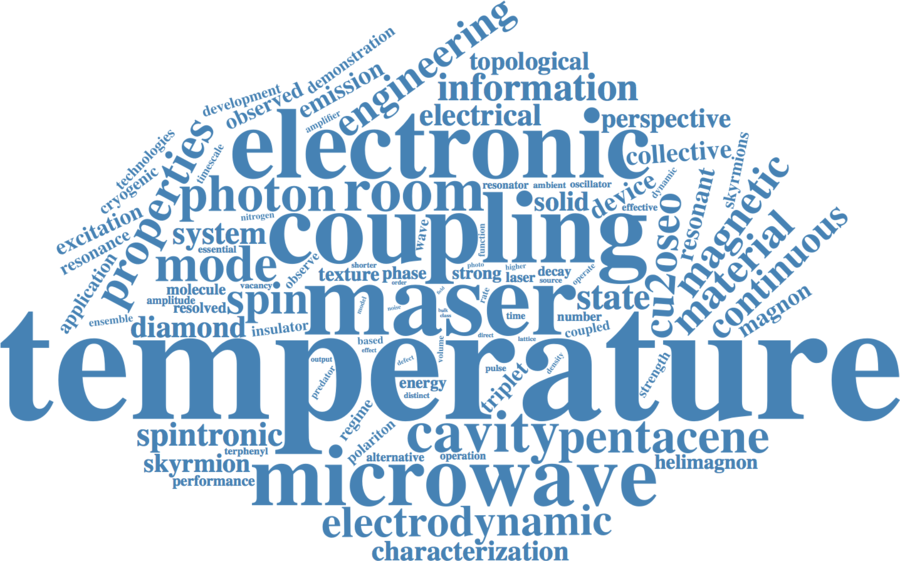 demonstration
engineering
emission
topological
development
observed
information
amplifier
electrical
perspective
technologies
timescale
electronic
collective
skyrmions
cryogenic
properties
photon
room
resonator
ambient
oscillator
dynamic
device
resonant
magnetic
nitrogen
solid
effective
excitation
system
coupling
wave
function
cu2oseo
material
continuous
resonance
essential
mode
observe
shorter
texture
phase
photo
strong
higher
laser
decay
source
operate
application
molecule
vacancy
order
amplitude
resolved
spin
maser
state
magnon
ensemble
diamond
insulator
model
noise
bulk
class
rate
time
number
coupled
temperature
based
effect
volume
direct
lattice
output
defect
pulse
density
strength
predator
energy
distinct
triplet
regime
spintronic
terphenyl
polariton
cavity
pentacene
skyrmion
alternative
operation
helimagnon
performance
microwave
electrodynamic
characterization